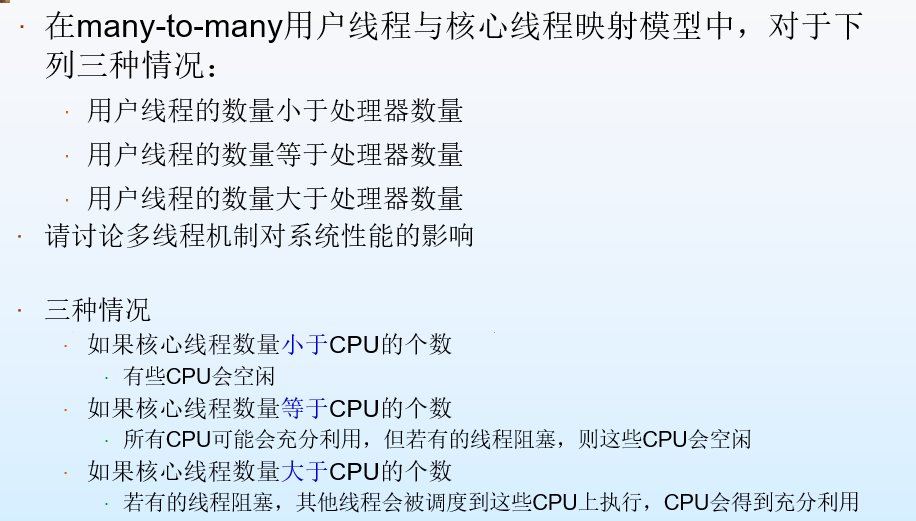 · 在many-to-many用户线程与核心线程映射模型中，对于下
列三种情况：
· 用户线程的数量小于处理器数量
· 用户线程的数量等于处理器数量
· 用户线程的数量大于处理器数量
· 请讨论多线程机制对系统性能的影响
· 三种情况
· 如果核心线程数量小于CPU的个数
· 有些CPU会空闲
· 如果核心线程数量等于CPU的个数
· 所有CPU可能会充分利用，但若有的线程阻塞，则这些CPU会空闲
· 如果核心线程数量大于CPU的个数
· 若有的线程阻塞，其他线程会被调度到这些CPU上执行，CPU会得到充分利用